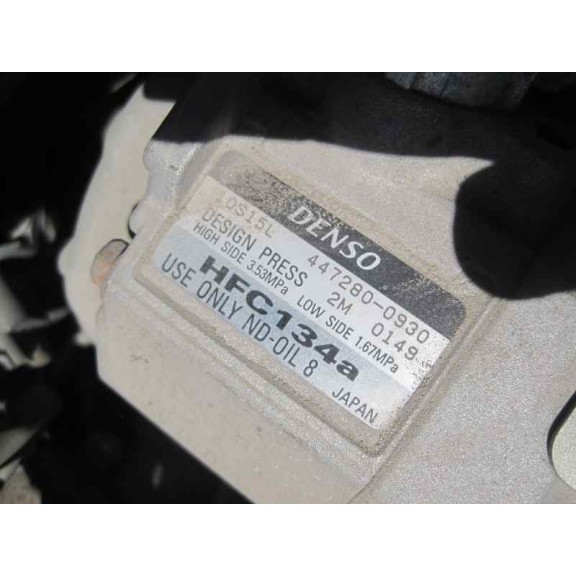 DENSO
10S15L 447280-0930
DESIGN PRESS 2M 0149
HIGH SIDE 3.53MPa LOW SIDE 1.67MPa
HFC134a
USE ONLY ND-OIL 8
JAPAN